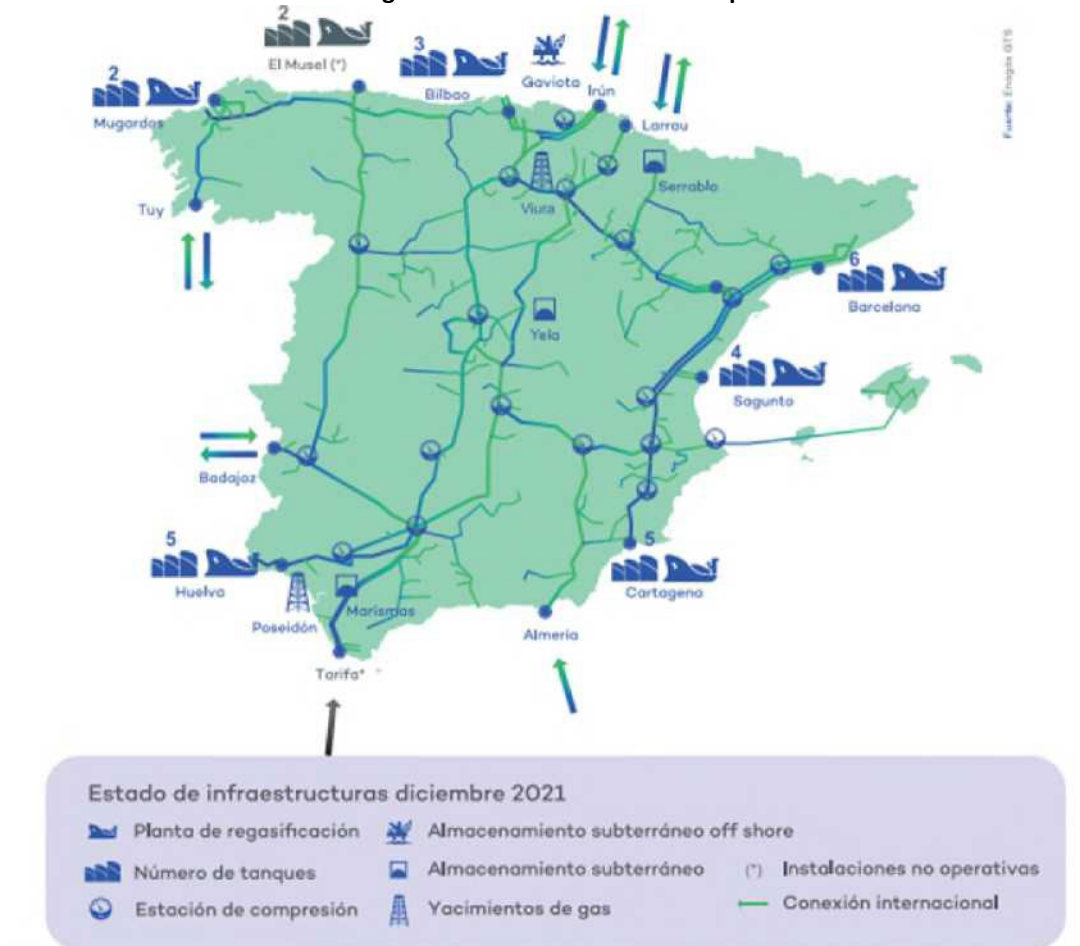 2
El Musel (*)
3
Bilbao
Gaviota
Irún
Larrau
2
Mugardos
Fuente: Enagás GTS
Serrablo
Tuy
Viura
6
Barcelona
Yela
4
Sagunto
Badajoz
5
Huelva
5
Cartagena
Marismas
Poseidón
Almería
Tarifa*
Estado de infraestructuras diciembre 2021
Planta de regasificación
Almacenamiento subterráneo off shore
Número de tanques
Almacenamiento subterráneo
(*) Instalaciones no operativas
Estación de compresión
Yacimientos de gas
Conexión internacional